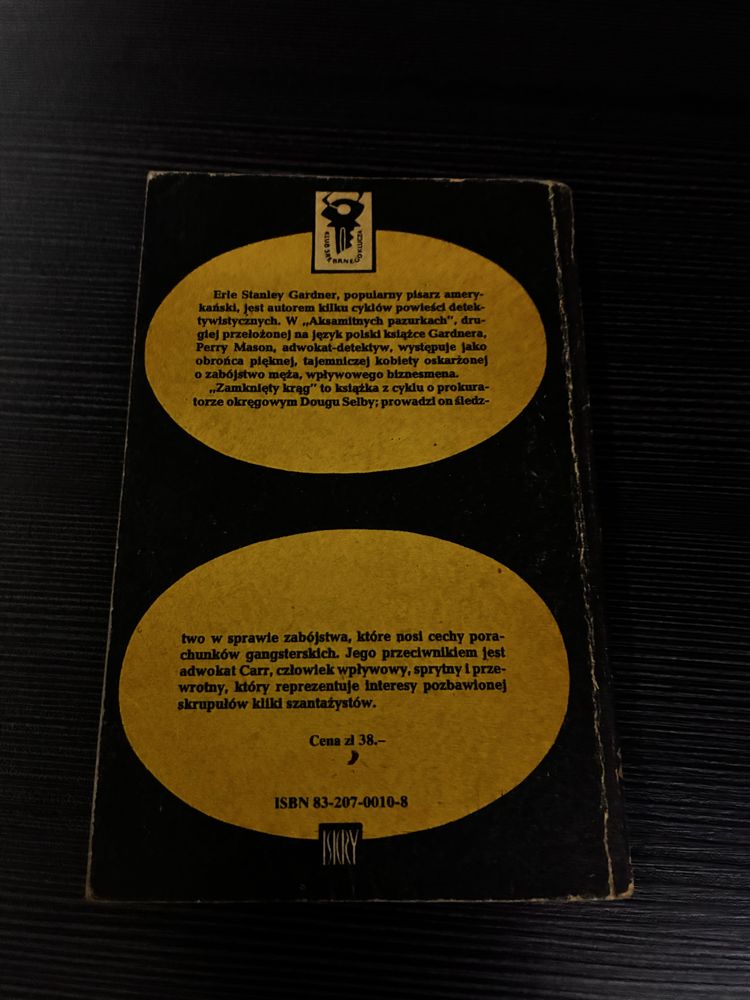 KLUB SREBRNEGO KLUCZA
Erle Stanley Gardner, popularny pisarz amery-
kański, jest autorem kilku cyklów powieści detek-
tywistycznych. W „Aksamitnych pazurkach", dru-
giej przełożonej na język polski książce Gardnera,
Perry Mason, adwokat-detektyw, występuje jako
obrońca pięknej, tajemniczej kobiety oskarżonej
o zabójstwo męża, wpływowego biznesmena.
„Zamknięty krąg" to książka z cyklu o prokura-
torze okręgowym Dougu Selby; prowadzi on śledz-
two w sprawie zabójstwa, które nosi cechy pora-
chunków gangsterskich. Jego przeciwnikiem jest
adwokat Carr, człowiek wpływowy, sprytny i prze-
wrotny, który reprezentuje interesy pozbawionej
skrupułów kliki szantażystów.
Cena zł 38.–
ISBN 83-207-0010-8
ISKRY